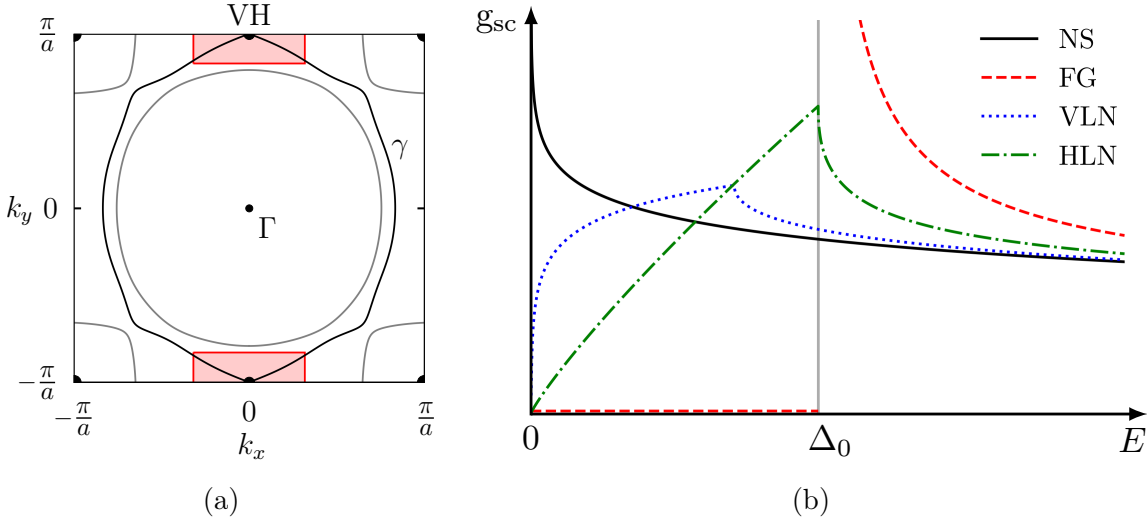 VH
π/a
γ
k_y 0
Γ
-π/a
-π/a 0 π/a
k_x
(a)
g_sc
NS
FG
VLN
HLN
0 Δ_0 E
(b)